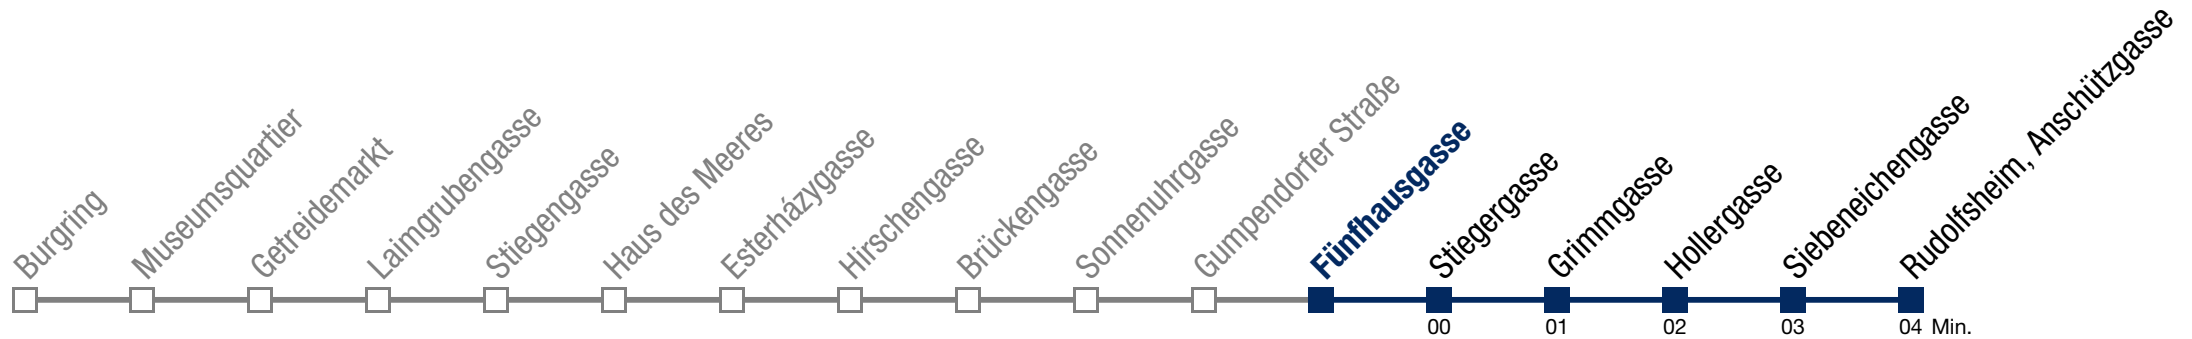 Burgring
Museumsquartier
Getreidemarkt
Laimgrubengasse
Stiegengasse
Haus des Meeres
Esterházygasse
Hirschengasse
Brückengasse
Sonnenuhrgasse
Gumpendorfer Straße
Fünfhausgasse
Stiegergasse
Grimmgasse
Hollergasse
Siebeneichengasse
Rudolfsheim, Anschützgasse
00 01 02 03 04 Min.